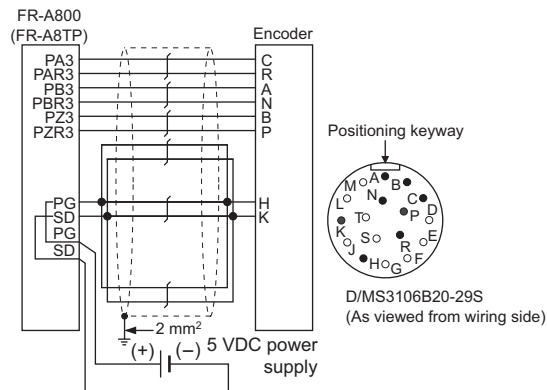 FR-A800
(FR-A8TP)
Encoder
PA3 C
PAR3 R
PB3 A
PBR3 N
PZ3 B
PZR3 P
PG H
SD K
PG
SD
2 mm²
(+) (−) 5 VDC power
supply
Positioning keyway
M A B
L N C
K T P D
J S R E
H G F
D/MS3106B20-29S
(As viewed from wiring side)